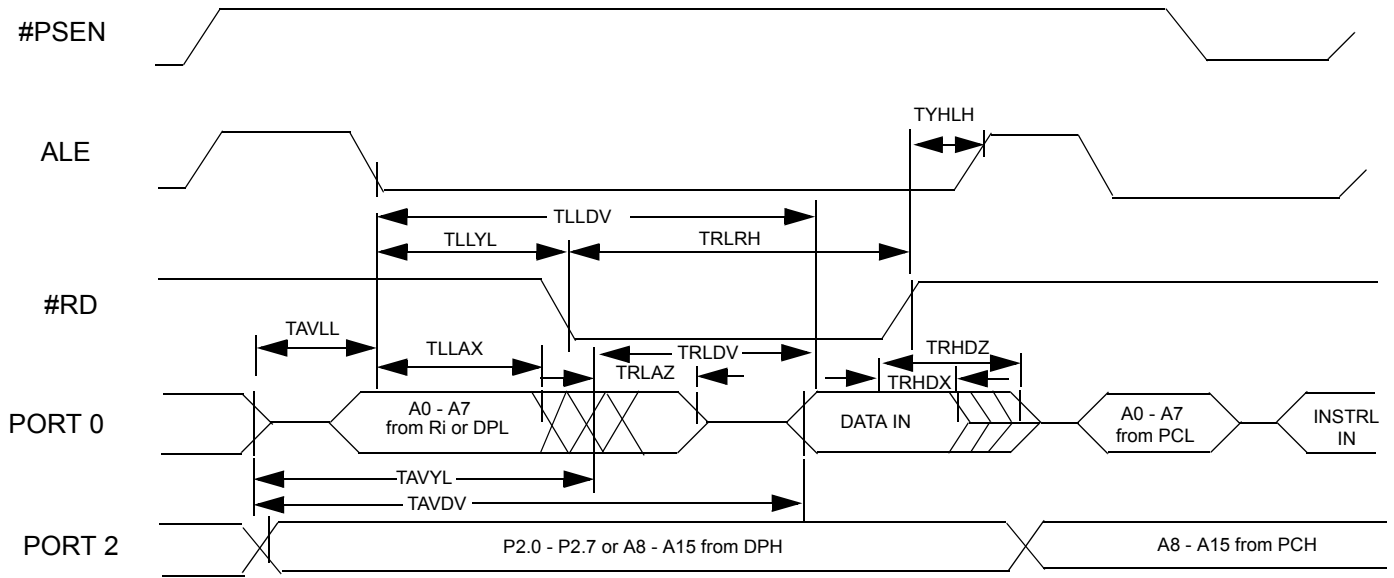 #PSEN
TYHLH
ALE
TLLDV
TLLYL
TRLRH
#RD
TAVLL
TLLAX
TRLDV
TRHDZ
TRLAZ
TRHDX
PORT 0
A0 - A7
from Ri or DPL
DATA IN
A0 - A7
from PCL
INSTRL
IN
TAVYL
TAVDV
PORT 2
P2.0 - P2.7 or A8 - A15 from DPH
A8 - A15 from PCH